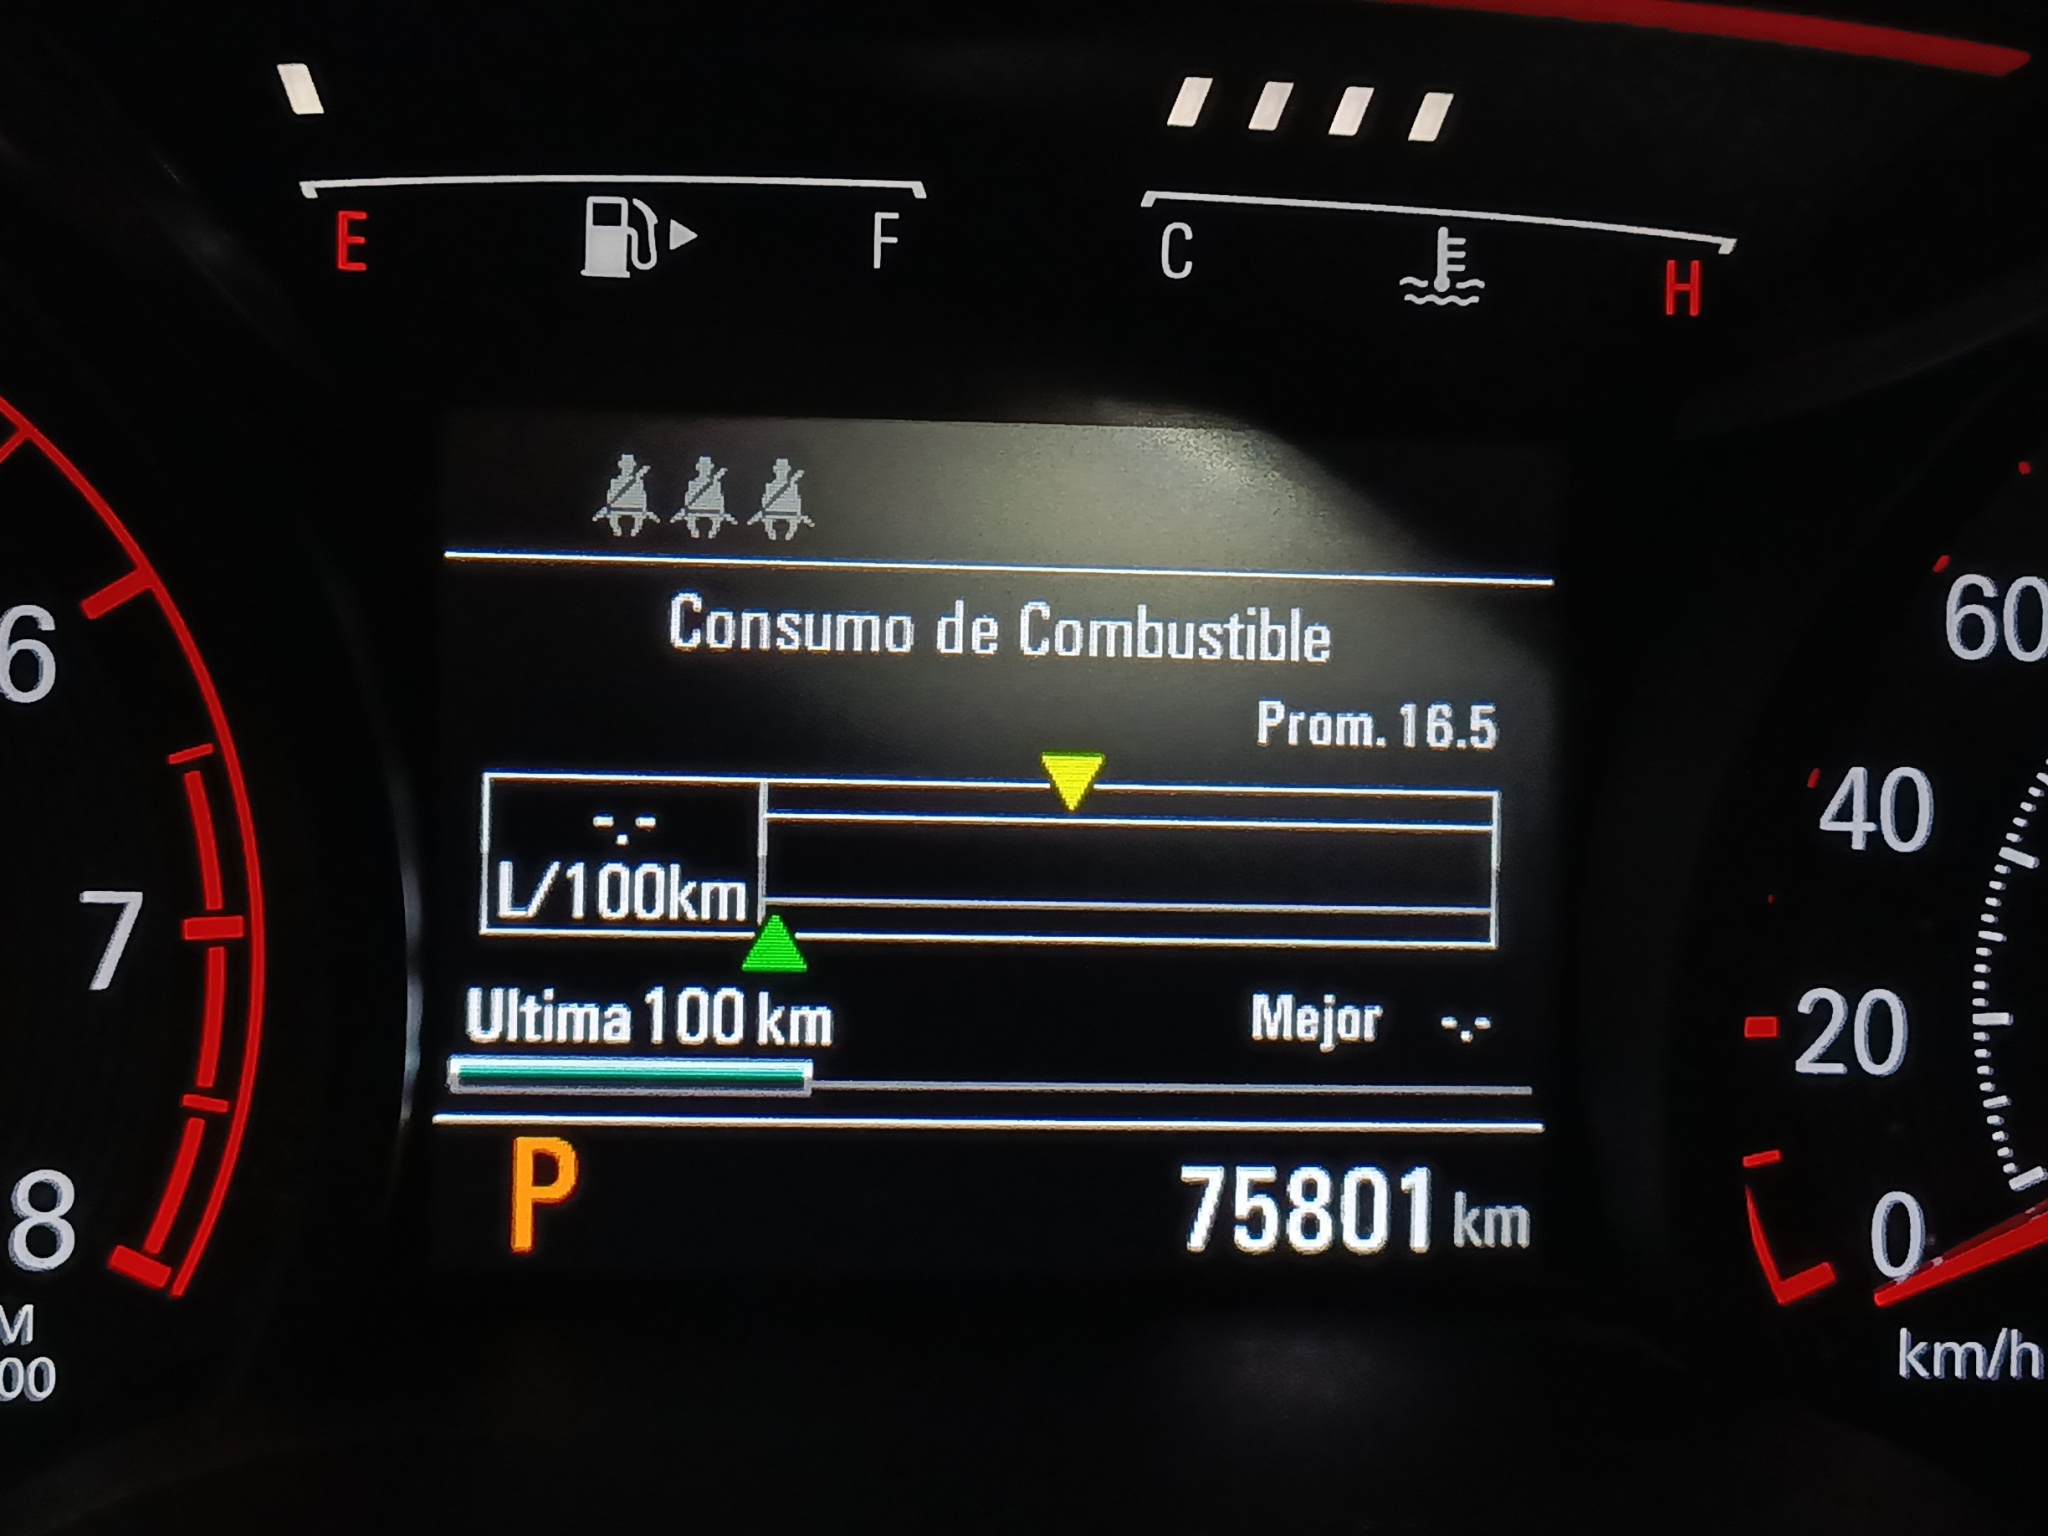 E F
C H
Consumo de Combustible
Prom. 16.5
-.-
L/100km
Ultima 100 km
Mejor -.-
P
75801 km
6
7
8
60
40
20
0
km/h